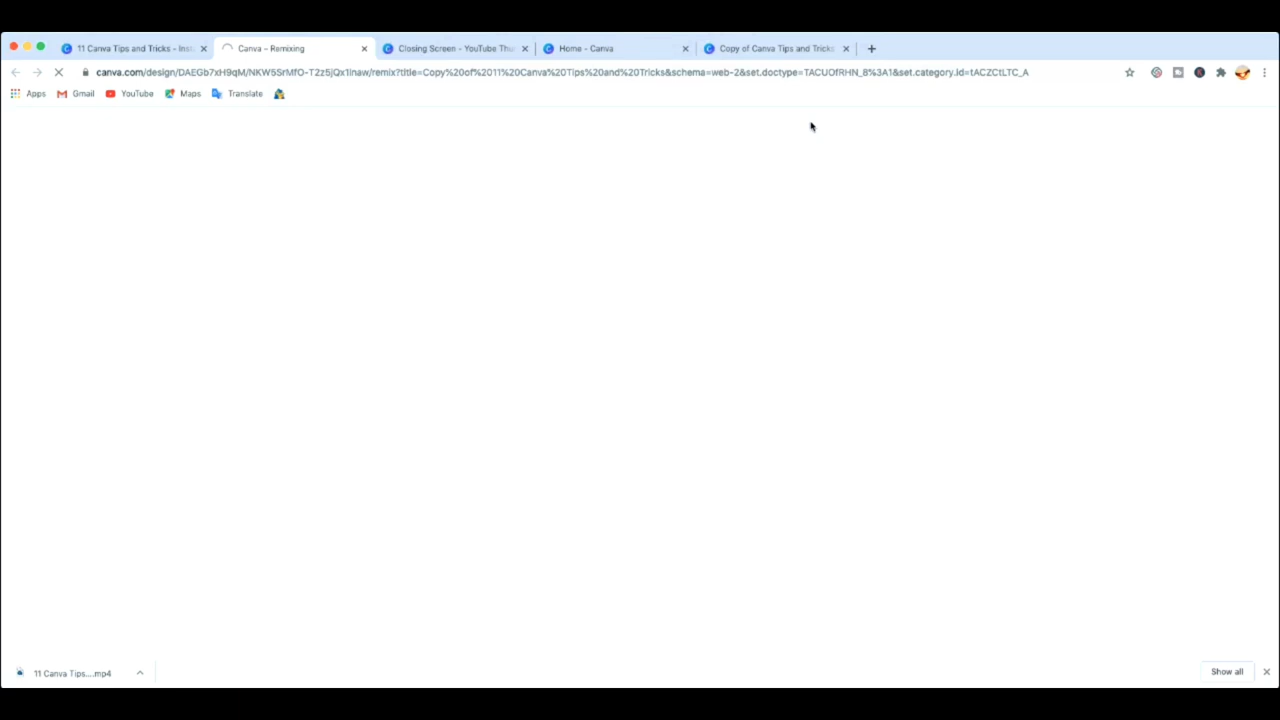 11 Canva Tips and Tricks - Inst
Canva - Remixing
Closing Screen - YouTube Thu
Home - Canva
Copy of Canva Tips and Tricks
canva.com/design/DAEGb7xH9qM/NKW5SrMfO-T2z5jQx1lnaw/remix?title=Copy%20of%2011%20Canva%20Tips%20and%20Tricks&schema=web-2&set.doctype=TACUOfRHN_8%3A1&set.category.id=tACZCtLTC_A
Apps
Gmail
YouTube
Maps
Translate
11 Canva Tips....mp4
Show all